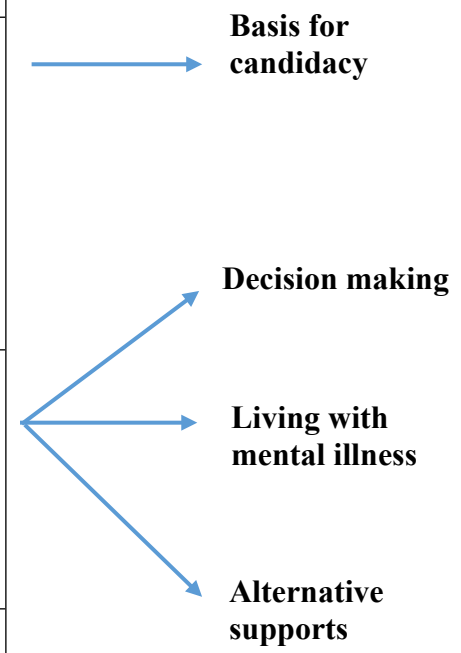 Basis for
candidacy
Decision making
Living with
mental illness
Alternative
supports